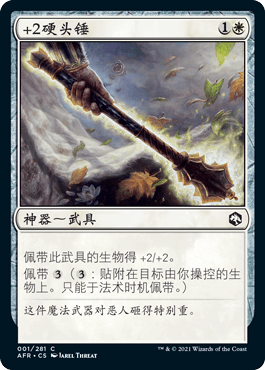 +2硬头锤 1
神器～武具
佩带此武具的生物得 +2/+2。
佩带 3（3：贴附在目标由你操控的生
物上。只能于法术时机佩带。）
这件魔法武器对恶人砸得特别重。
001/281 C
AFR • CS JAREL THREAT
™ & © 2021 Wizards of the Coast